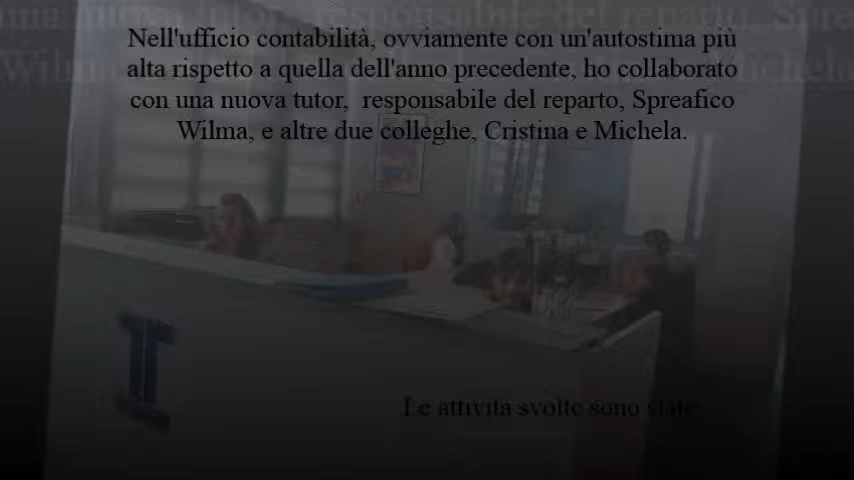 Nell'ufficio contabilità, ovviamente con un'autostima più
alta rispetto a quella dell'anno precedente, ho collaborato
con una nuova tutor, responsabile del reparto, Spreafico
Wilma, e altre due colleghe, Cristina e Michela.
Le attività svolte sono state